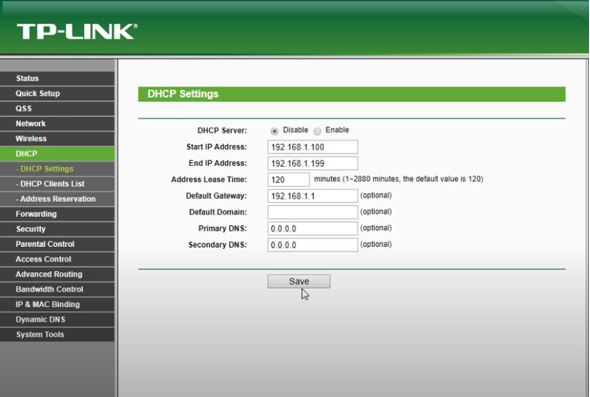 TP-LINK®
Status
Quick Setup
QSS
Network
Wireless
DHCP
- DHCP Settings
- DHCP Clients List
- Address Reservation
Forwarding
Security
Parental Control
Access Control
Advanced Routing
Bandwidth Control
IP & MAC Binding
Dynamic DNS
System Tools
DHCP Settings
DHCP Server: Disable Enable
Start IP Address: 192.168.1.100
End IP Address: 192.168.1.199
Address Lease Time: 120 minutes (1~2880 minutes, the default value is 120)
Default Gateway: 192.168.1.1 (optional)
Default Domain: (optional)
Primary DNS: 0.0.0.0 (optional)
Secondary DNS: 0.0.0.0 (optional)
Save